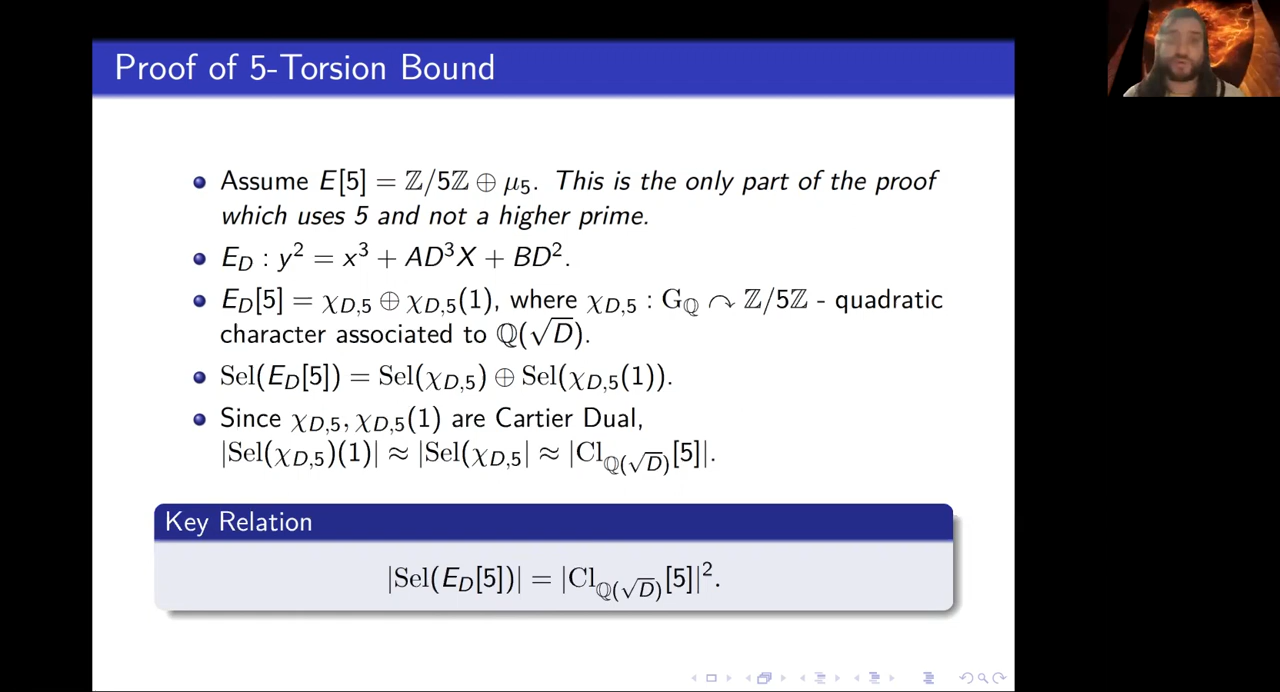 Proof of 5-Torsion Bound
Assume E[5] = ℤ/5ℤ ⊕ μ₅. This is the only part of the proof
which uses 5 and not a higher prime.
E_D : y² = x³ + AD³X + BD².
E_D[5] = χ_{D,5} ⊕ χ_{D,5}(1), where χ_{D,5} : G_ℚ ↷ ℤ/5ℤ - quadratic
character associated to ℚ(√D).
Sel(E_D[5]) = Sel(χ_{D,5}) ⊕ Sel(χ_{D,5}(1)).
Since χ_{D,5}, χ_{D,5}(1) are Cartier Dual,
|Sel(χ_{D,5})(1)| ≈ |Sel(χ_{D,5}| ≈ |Cl_{ℚ(√D)}[5]|.
Key Relation
|Sel(E_D[5])| = |Cl_{ℚ(√D)}[5]|².